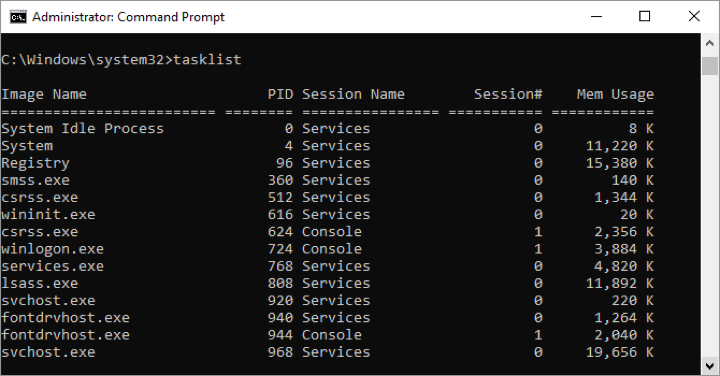 Administrator: Command Prompt
C:\Windows\system32>tasklist
Image Name                     PID Session Name        Session#    Mem Usage
========================= ======== ================ =========== ============
System Idle Process              0 Services                   0          8 K
System                           4 Services                   0     11,220 K
Registry                        96 Services                   0     15,380 K
smss.exe                       360 Services                   0        140 K
csrss.exe                      512 Services                   0      1,344 K
wininit.exe                    616 Services                   0         20 K
csrss.exe                      624 Console                    1      2,356 K
winlogon.exe                   724 Console                    1      3,884 K
services.exe                   768 Services                   0      4,820 K
lsass.exe                      808 Services                   0     11,892 K
svchost.exe                    920 Services                   0        220 K
fontdrvhost.exe                940 Services                   0      1,264 K
fontdrvhost.exe                944 Console                    1      2,040 K
svchost.exe                    968 Services                   0     19,656 K